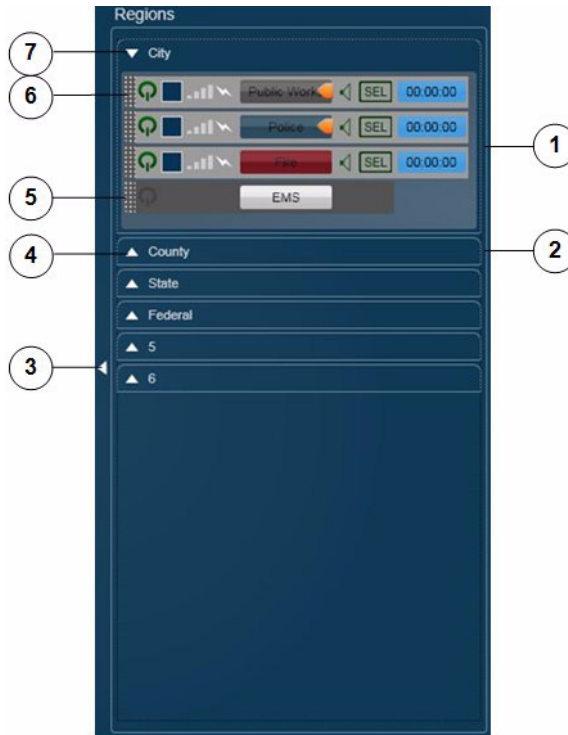 Regions
7
City
6
Public Works
SEL
00:00:00
Police
SEL
00:00:00
1
Fire
SEL
00:00:00
5
EMS
4
County
2
State
Federal
5
3
6